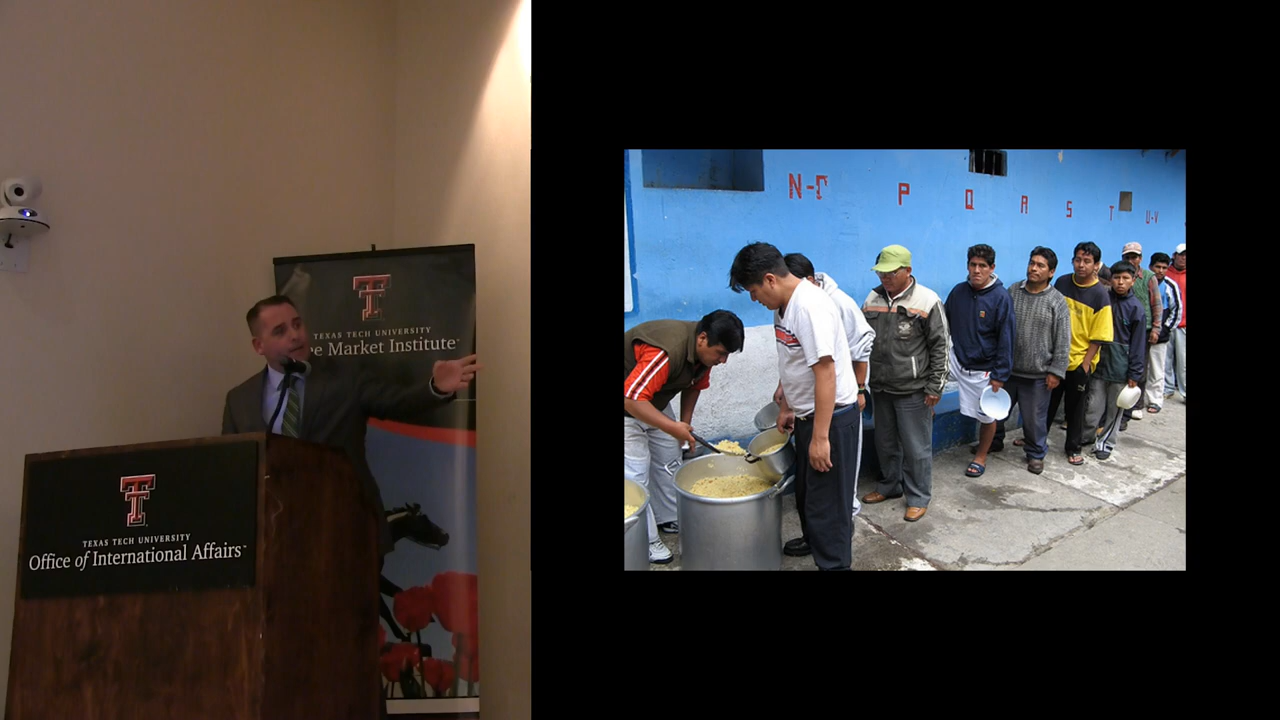 TEXAS TECH UNIVERSITY
Market Institute
TEXAS TECH UNIVERSITY
Office of International Affairs
N-
P
Q
R
S
T
U-V